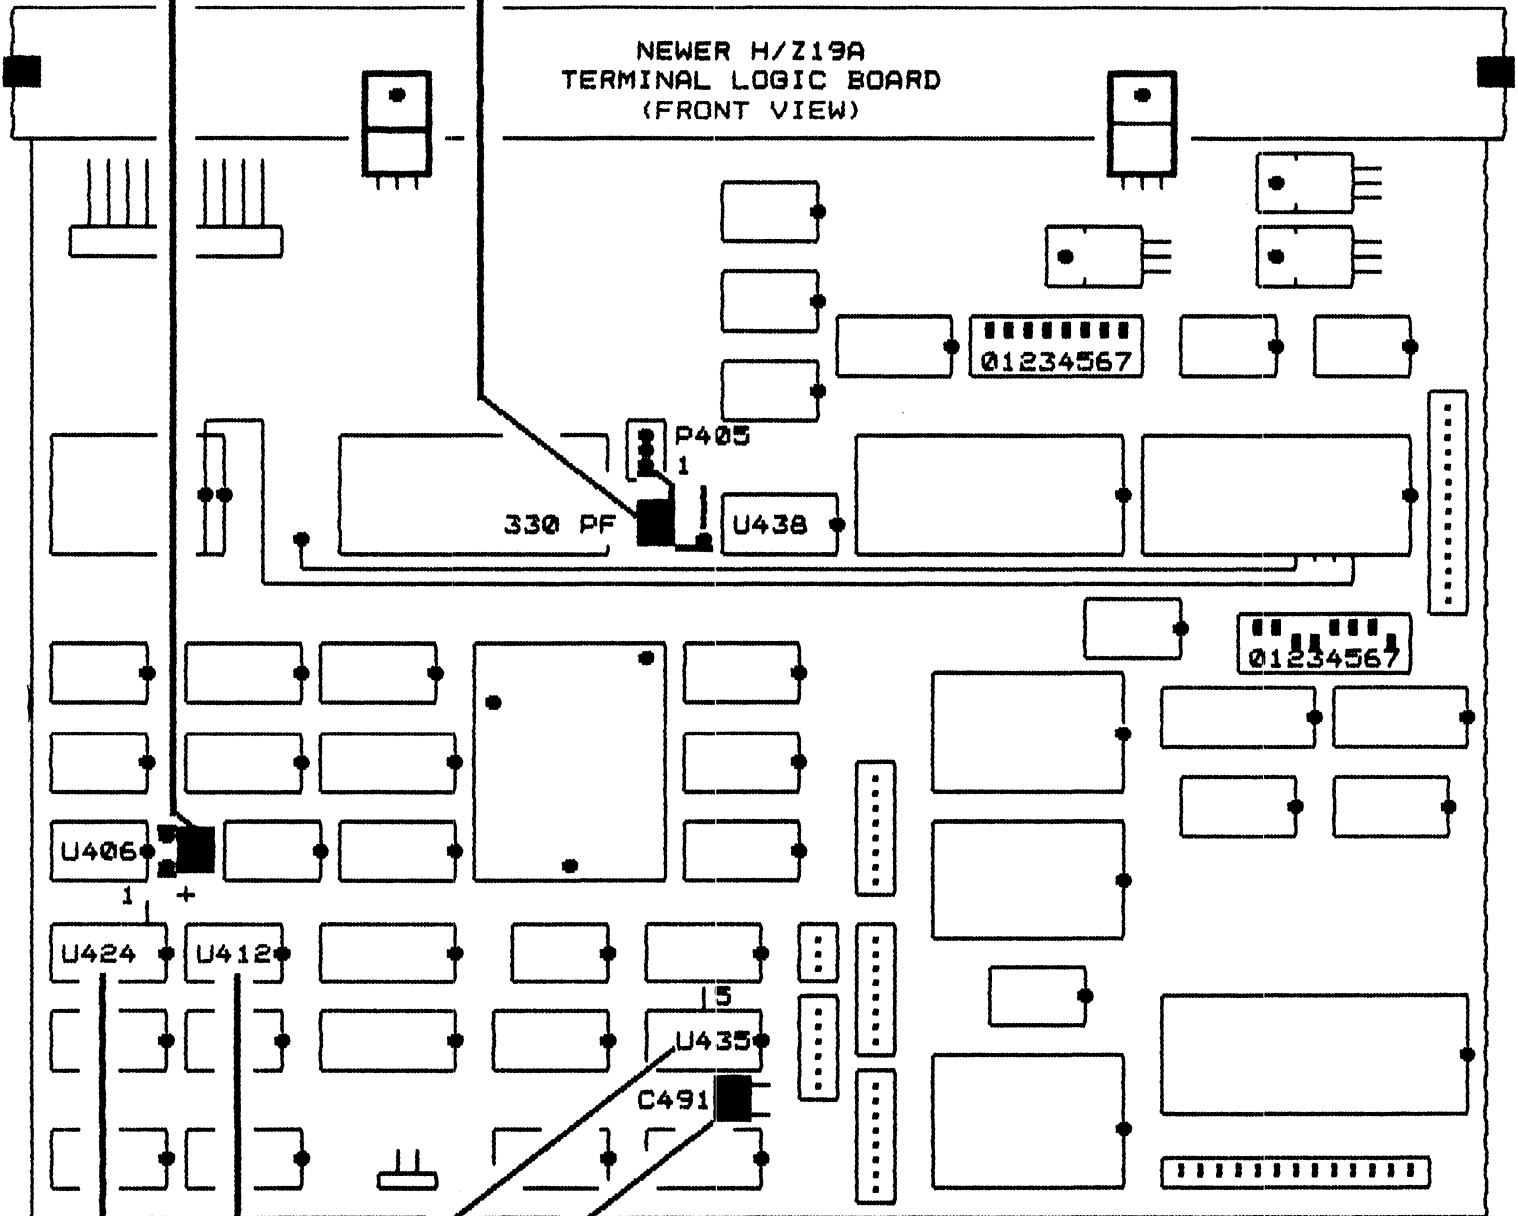 NEWER H/Z19A
TERMINAL LOGIC BOARD
(FRONT VIEW)
01234567
P405
1
330 PF
U438
01234567
U406
1 +
U424
U412
5
U435
C491